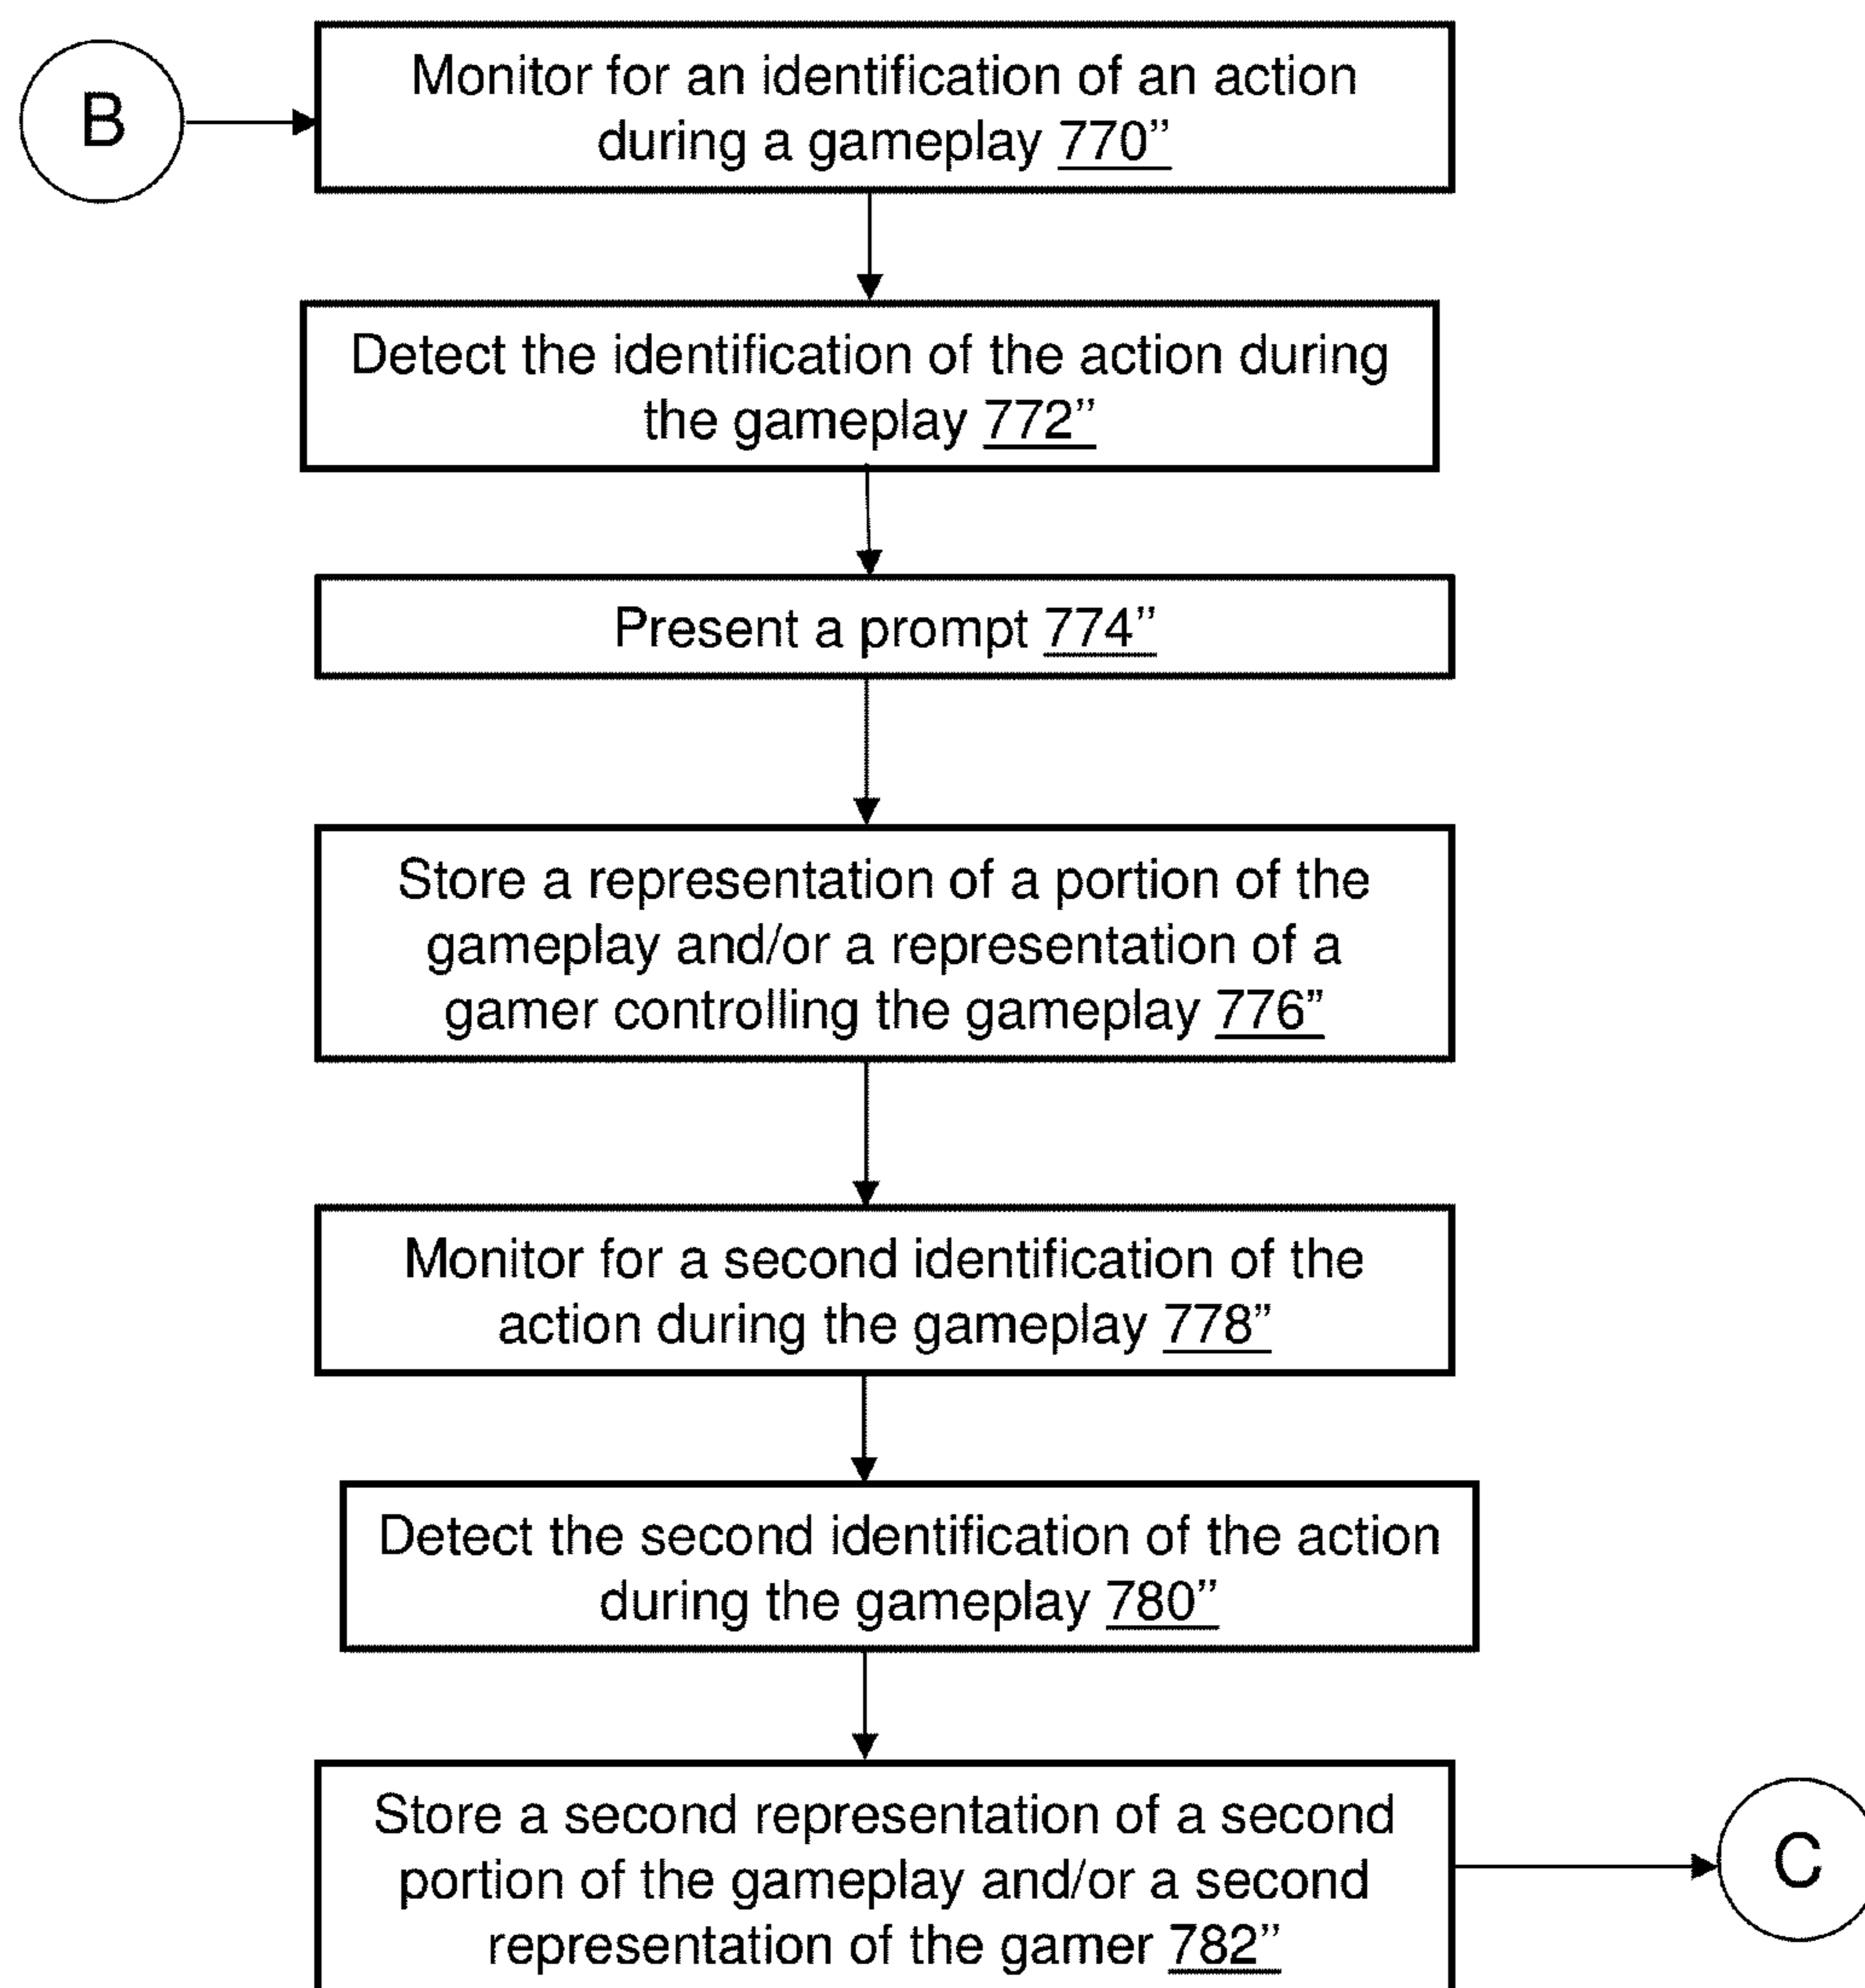 B
Monitor for an identification of an action
during a gameplay 770”
Detect the identification of the action during
the gameplay 772”
Present a prompt 774”
Store a representation of a portion of the
gameplay and/or a representation of a
gamer controlling the gameplay 776”
Monitor for a second identification of the
action during the gameplay 778”
Detect the second identification of the action
during the gameplay 780”
Store a second representation of a second
portion of the gameplay and/or a second
representation of the gamer 782”
C